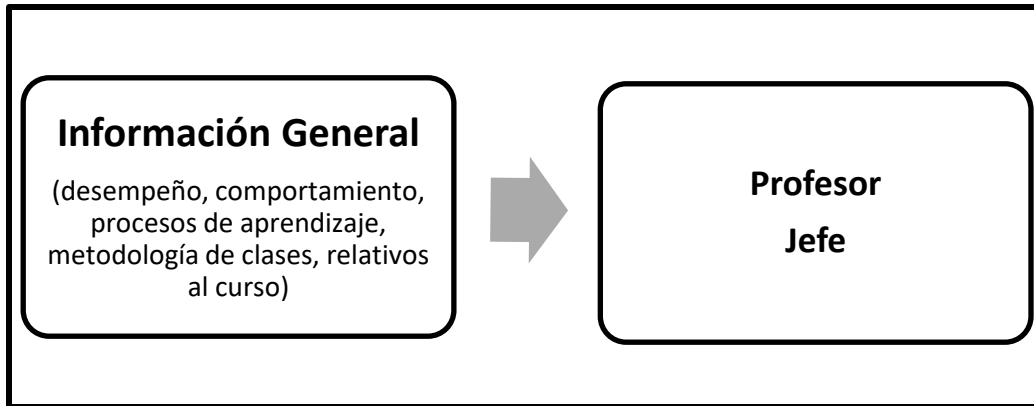 Información General
(desempeño, comportamiento,
procesos de aprendizaje,
metodología de clases, relativos
al curso)
Profesor
Jefe